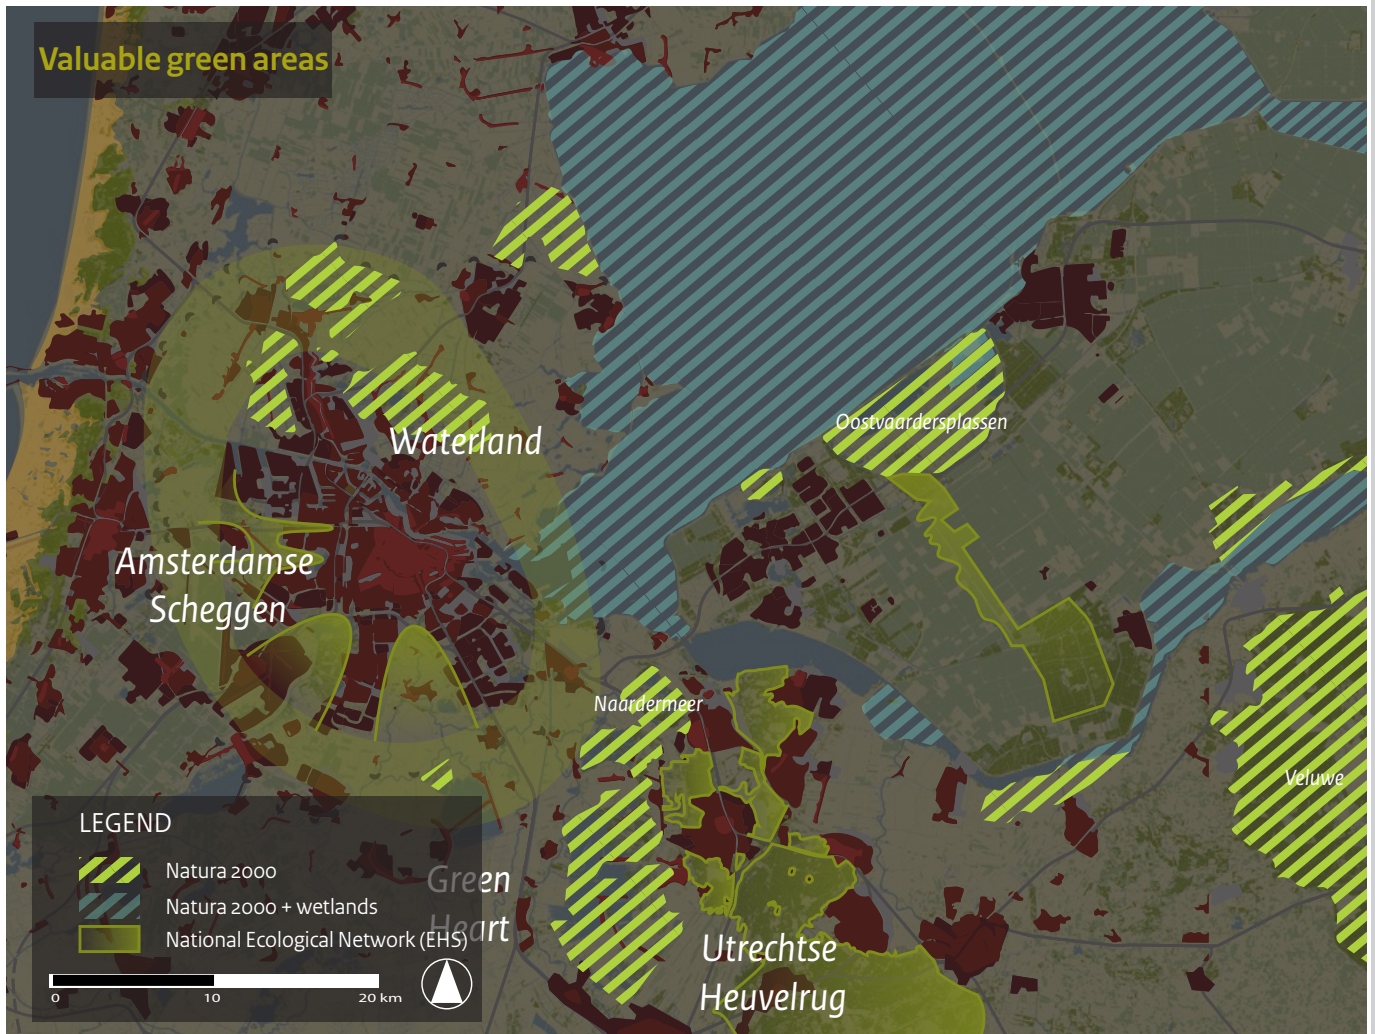 Valuable green areas
Waterland
Oostvaardersplassen
Amsterdamse
Scheggen
Naardermeer
Veluwe
Green
Heart
Utrechtse
Heuvelrug
LEGEND
Natura 2000
Natura 2000 + wetlands
National Ecological Network (EHS)
0 10 20 km